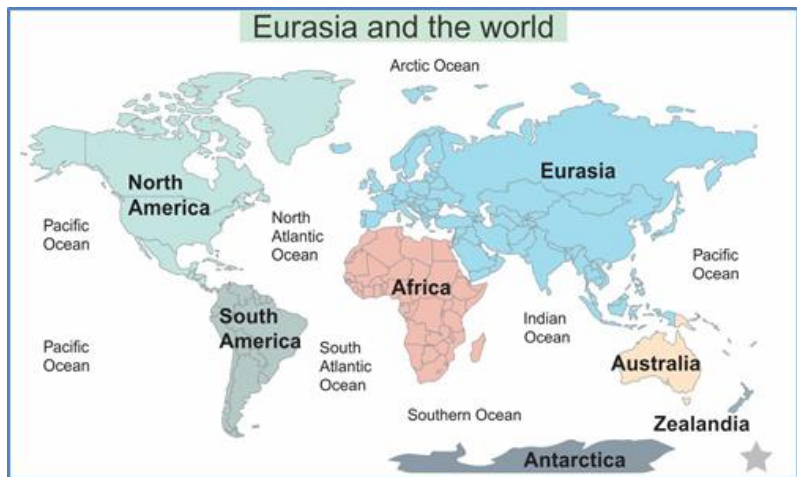 Eurasia and the world
Arctic Ocean
Eurasia
North
America
North
Atlantic
Ocean
Pacific
Ocean
Pacific
Ocean
Africa
Indian
Ocean
South
America
South
Atlantic
Ocean
Pacific
Ocean
Australia
Southern Ocean
Zealandia
Antarctica